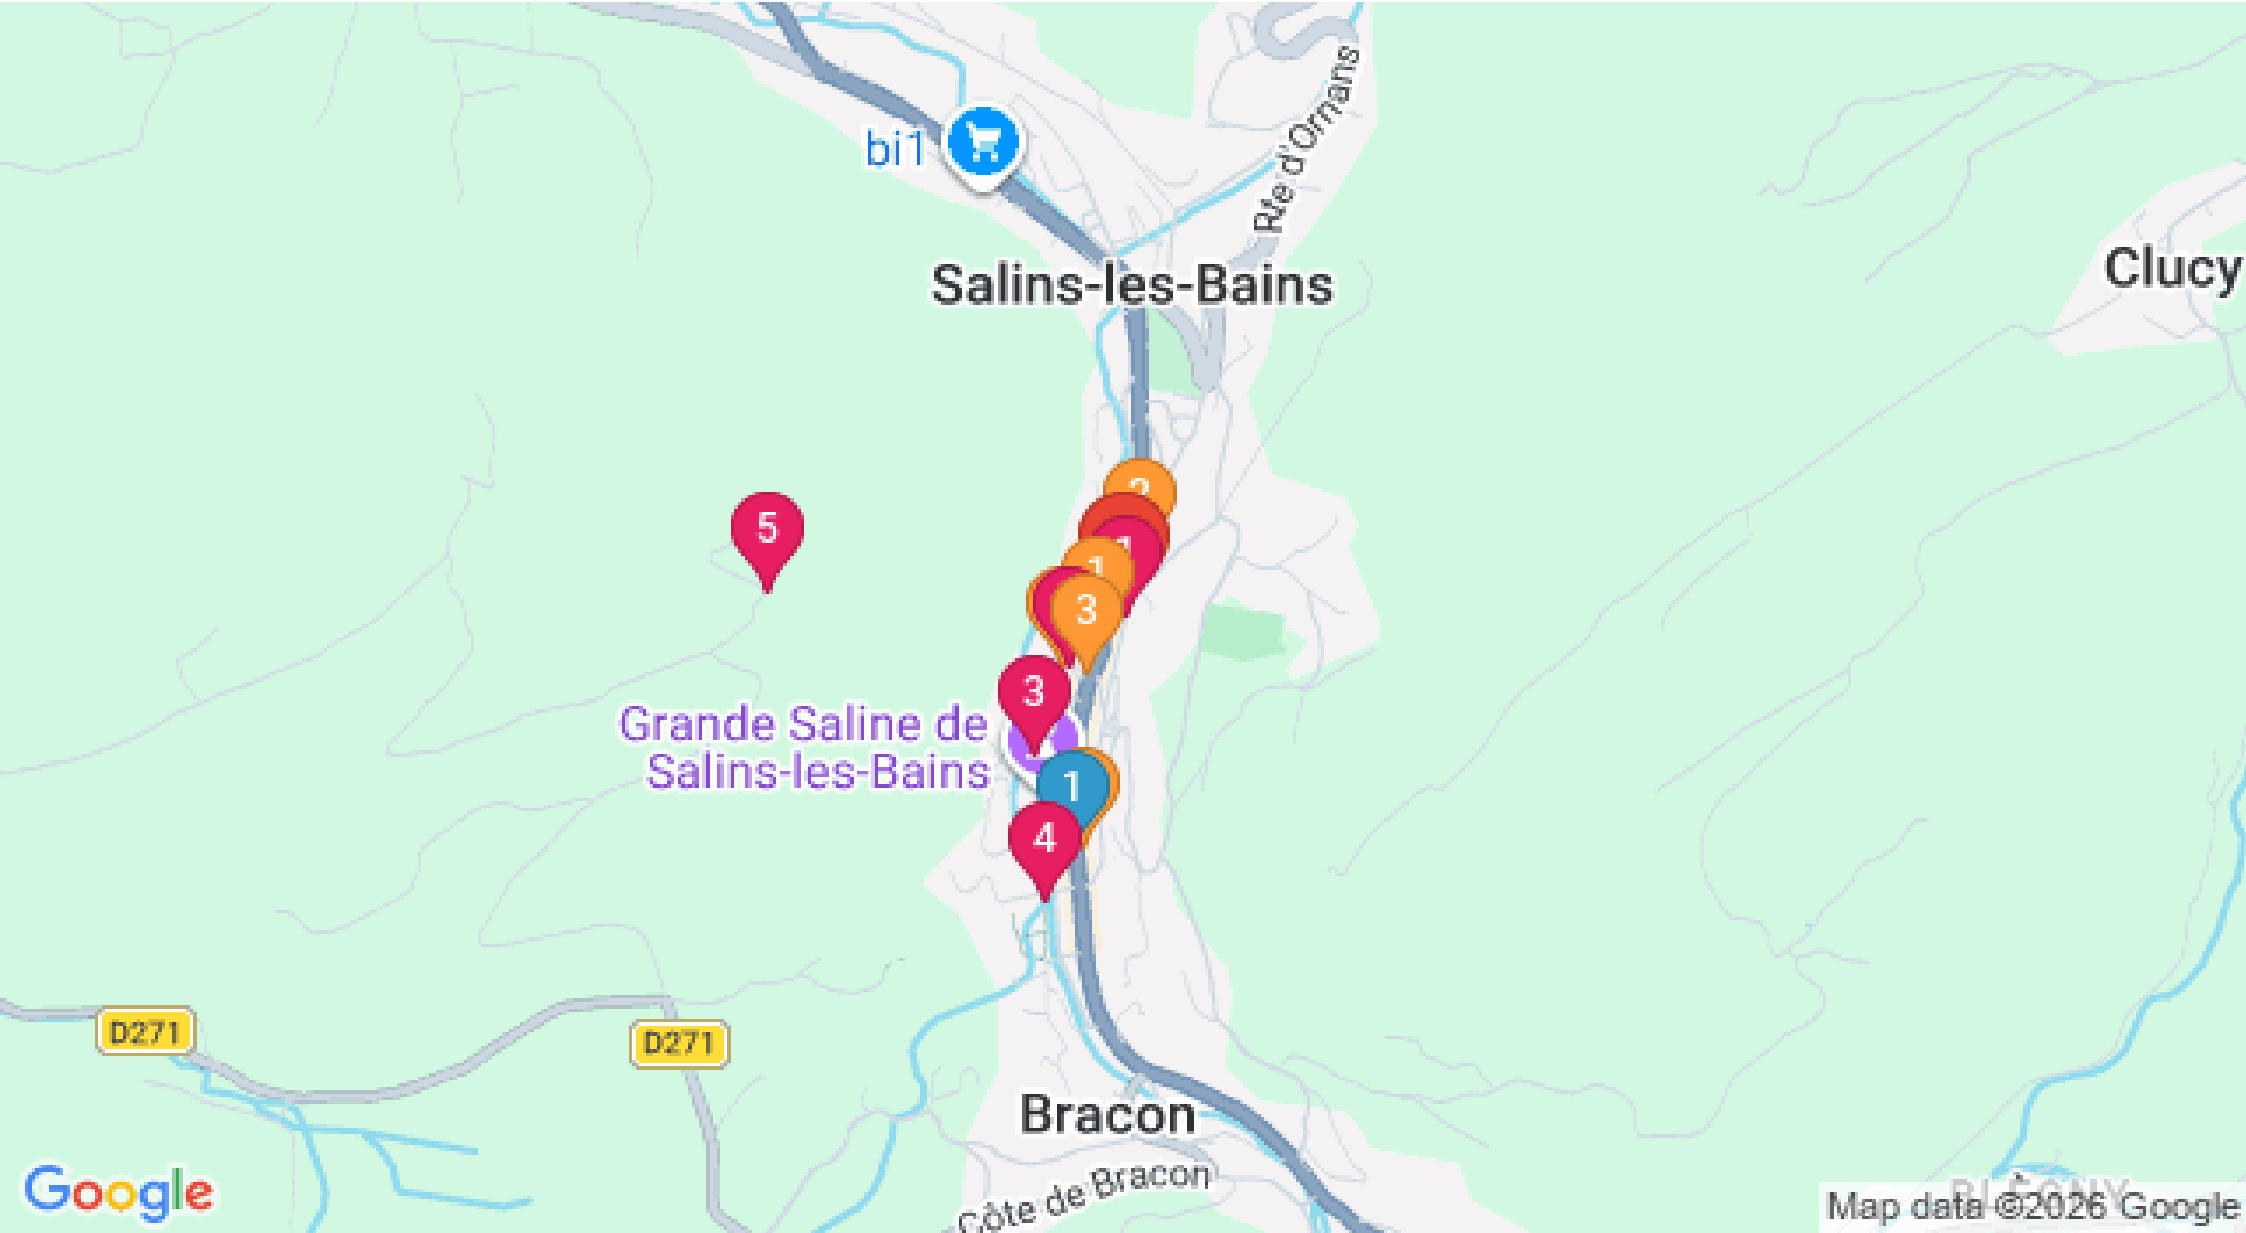 Rte d'Ornans
bi1
Salins-les-Bains
Clucy
2
1
1
5
3
3
Grande Saline de
Salins-les-Bains
1
4
D271
D271
Bracon
Côte de Bracon
Google
Map data ©2026 Google